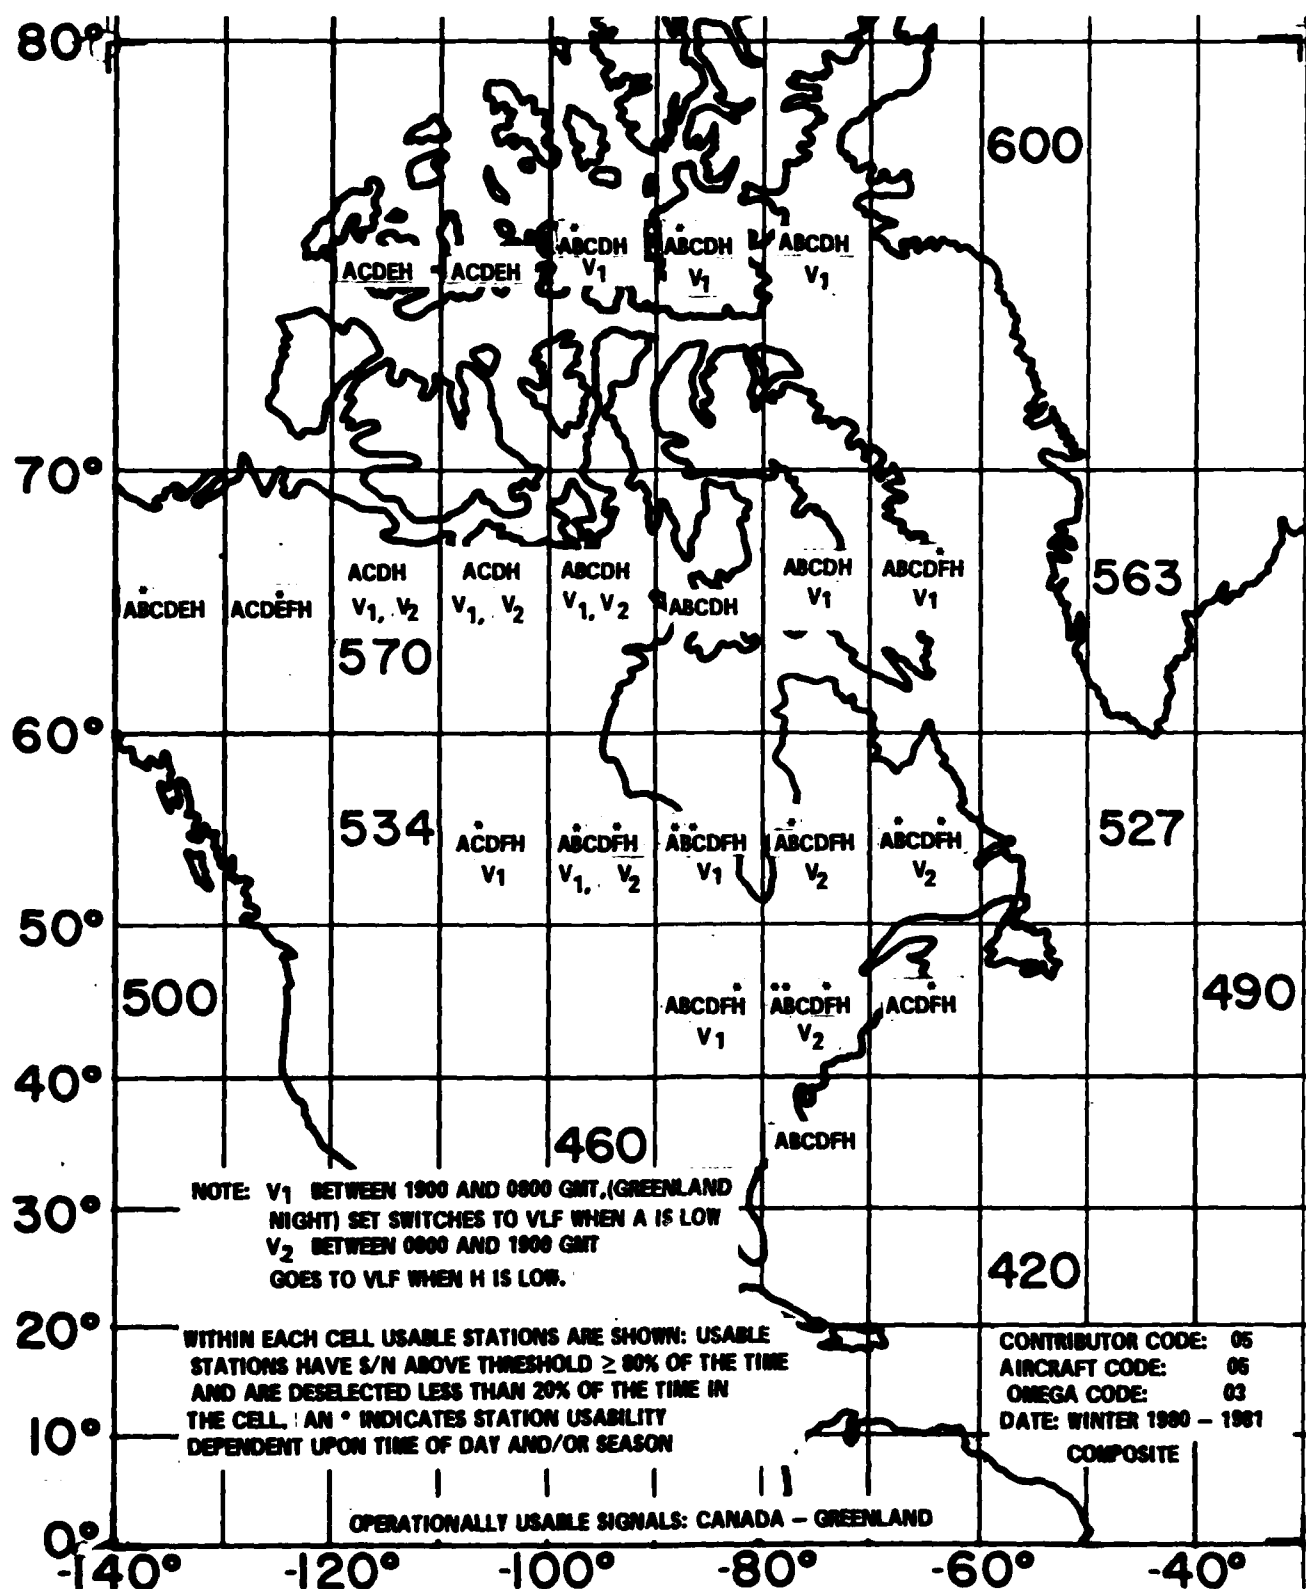 80°
600
*
ABCDH
V1
*
ABCDH
V1
ABCDH
V1
ACDEH
ACDEH
70°
ACDH
V1, V2
ACDH
V1, V2
ABCDH
V1, V2
ABCDH
V1
*
ABCDFH
V1
563
*
ABCDEH
*
ACDEFH
ABCDH
570
60°
534
*
ACDFH
V1
* *
ABCDFH
V1, V2
* *
ABCDFH
V1
*
ABCDFH
V2
* *
ABCDFH
V2
527
50°
500
*
ABCDFH
V1
** *
ABCDFH
V2
*
ACDFH
490
40°
460
ABCDFH
NOTE: V1 BETWEEN 1900 AND 0800 GMT,(GREENLAND
NIGHT) SET SWITCHES TO VLF WHEN A IS LOW
V2 BETWEEN 0800 AND 1900 GMT
GOES TO VLF WHEN H IS LOW.
30°
420
20°
WITHIN EACH CELL USABLE STATIONS ARE SHOWN: USABLE
STATIONS HAVE S/N ABOVE THRESHOLD ≥ 80% OF THE TIME
AND ARE DESELECTED LESS THAN 20% OF THE TIME IN
THE CELL. AN * INDICATES STATION USABILITY
DEPENDENT UPON TIME OF DAY AND/OR SEASON
CONTRIBUTOR CODE: 05
AIRCRAFT CODE: 05
OMEGA CODE: 03
DATE: WINTER 1980 – 1981
COMPOSITE
10°
OPERATIONALLY USABLE SIGNALS: CANADA – GREENLAND
0°
-140° -120° -100° -80° -60° -40°